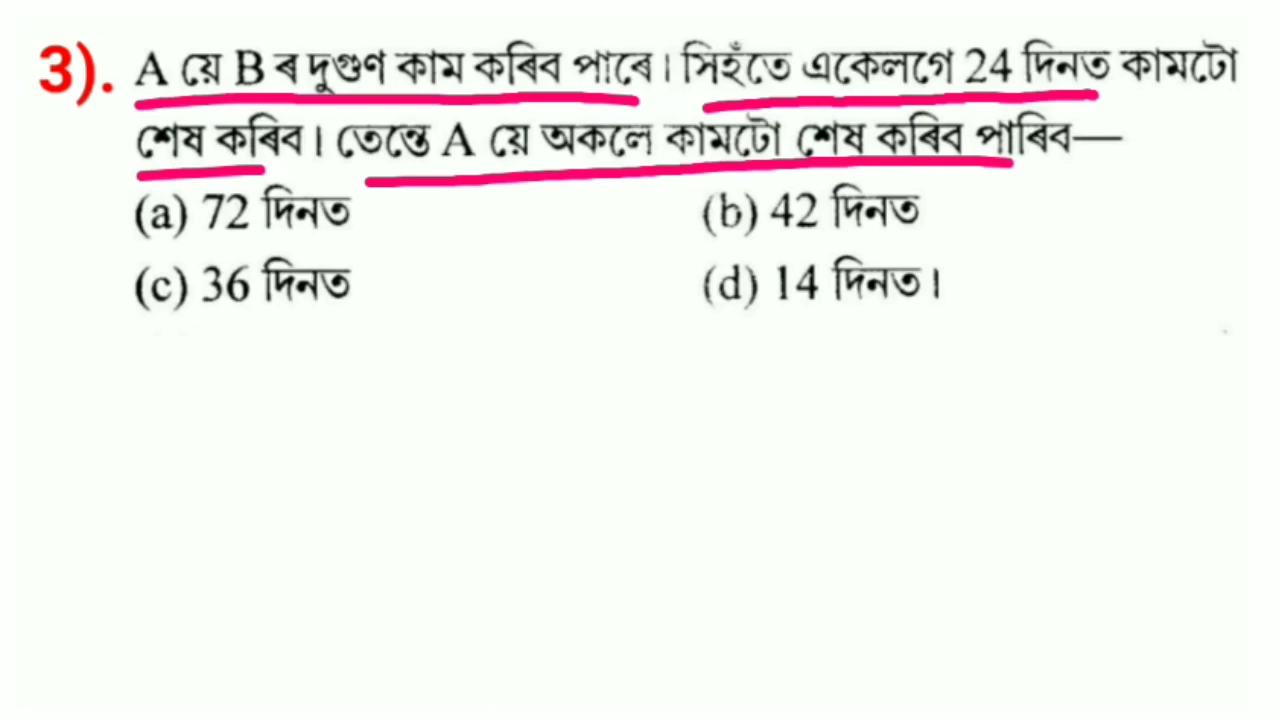 3). A য়ে B ৰ দুগুণ কাম কৰিব পাৰে। সিহঁতে একেলগে 24 দিনত কামটো
শেষ কৰিব। তেন্তে A য়ে অকলে কামটো শেষ কৰিব পাৰিব—
(a) 72 দিনত (b) 42 দিনত
(c) 36 দিনত (d) 14 দিনত।